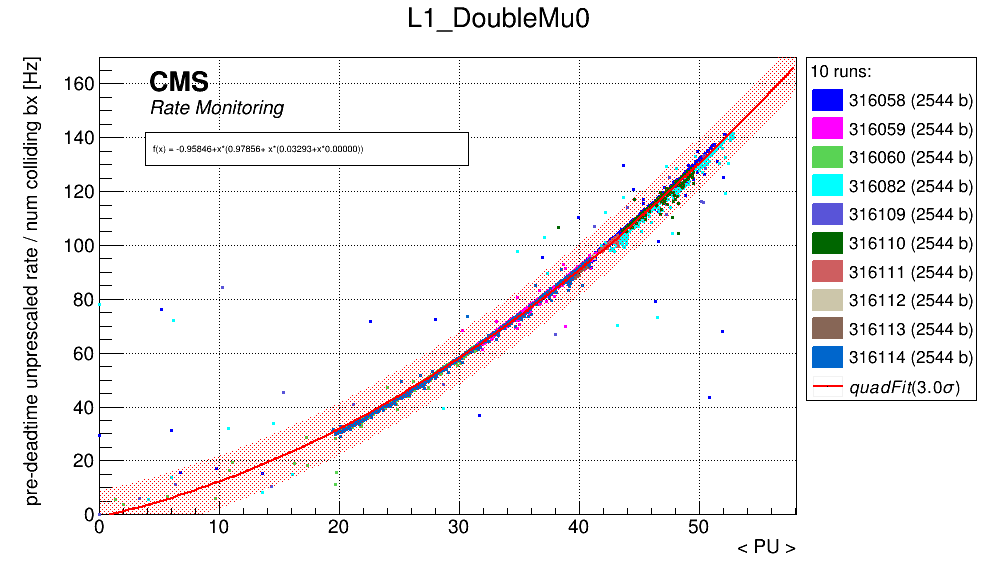 L1_DoubleMu0
pre-deadtime unprescaled rate / num colliding bx [Hz]
CMS
Rate Monitoring
f(x) = -0.95846+x*(0.97856+ x*(0.03293+x*0.00000))
160
140
120
100
80
60
40
20
0
0 10 20 30 40 50
< PU >
10 runs:
316058 (2544 b)
316059 (2544 b)
316060 (2544 b)
316082 (2544 b)
316109 (2544 b)
316110 (2544 b)
316111 (2544 b)
316112 (2544 b)
316113 (2544 b)
316114 (2544 b)
quadFit(3.0σ)